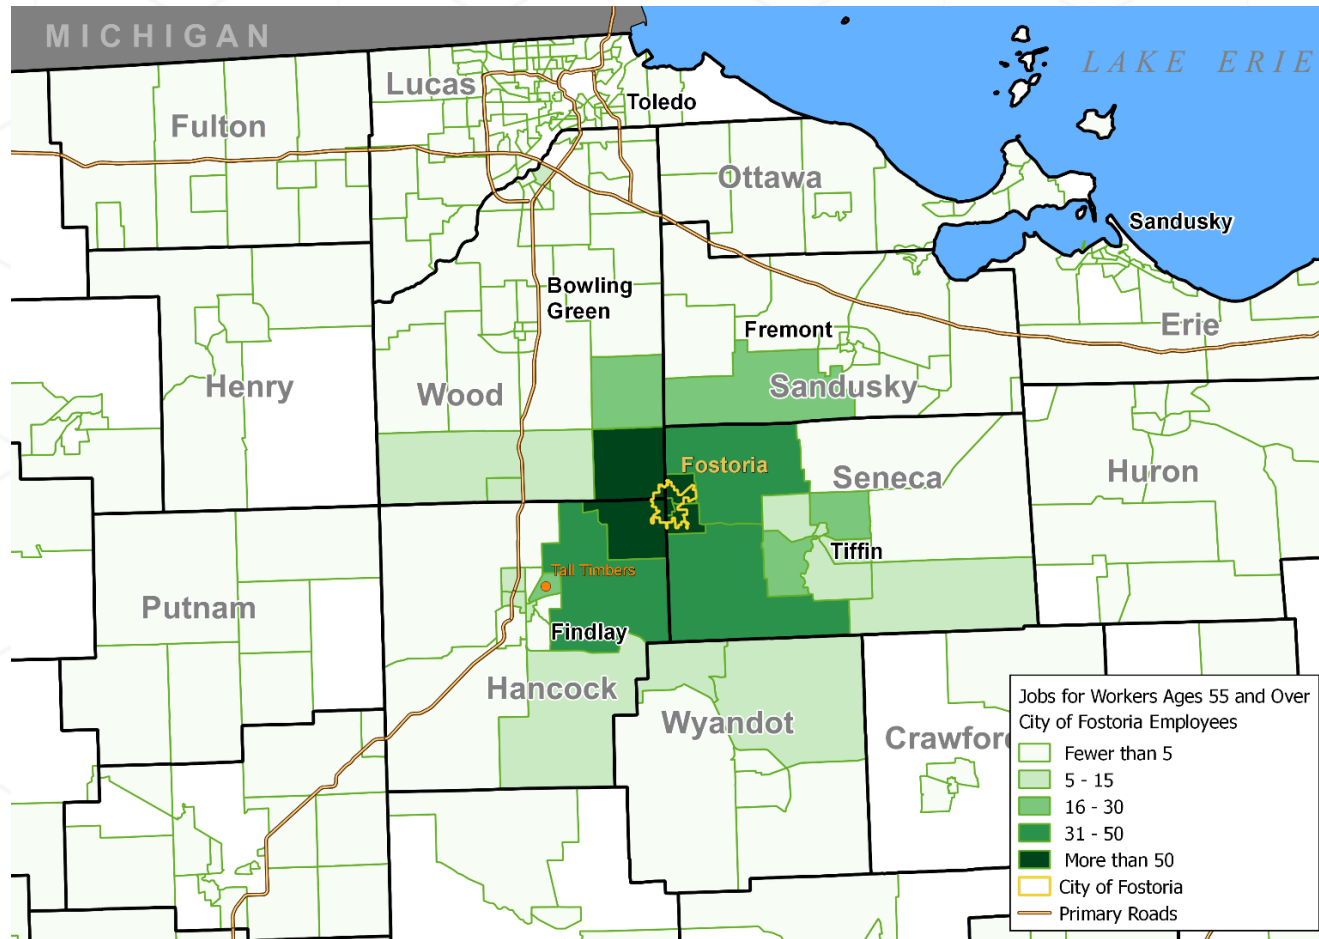 MICHIGAN
LAKE ERIE
Lucas
Toledo
Fulton
Ottawa
Sandusky
Bowling
Green
Fremont
Erie
Henry
Wood
Sandusky
Fostoria
Seneca
Huron
Tiffin
Tall Timbers
Putnam
Findlay
Hancock
Wyandot
Crawford
Jobs for Workers Ages 55 and Over
City of Fostoria Employees
Fewer than 5
5 - 15
16 - 30
31 - 50
More than 50
City of Fostoria
Primary Roads